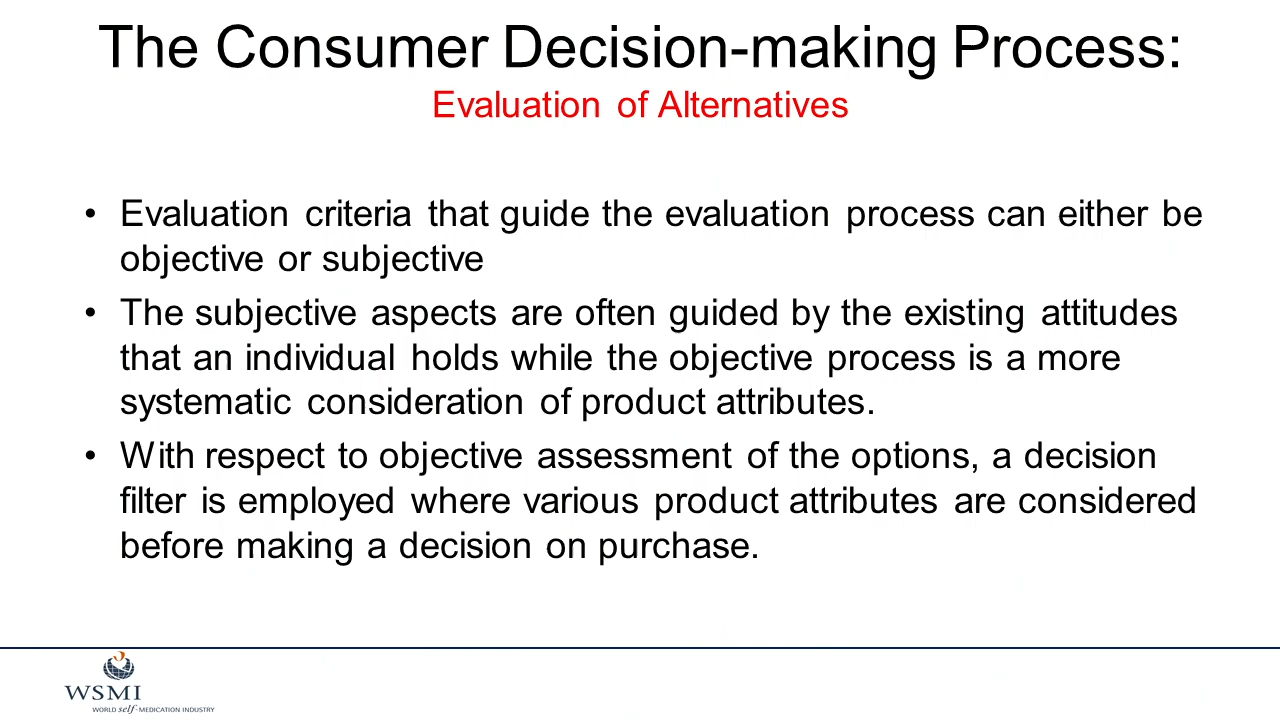 The Consumer Decision-making Process:
Evaluation of Alternatives
• Evaluation criteria that guide the evaluation process can either be
objective or subjective
• The subjective aspects are often guided by the existing attitudes
that an individual holds while the objective process is a more
systematic consideration of product attributes.
• With respect to objective assessment of the options, a decision
filter is employed where various product attributes are considered
before making a decision on purchase.
WSMI
WORLD self-MEDICATION INDUSTRY